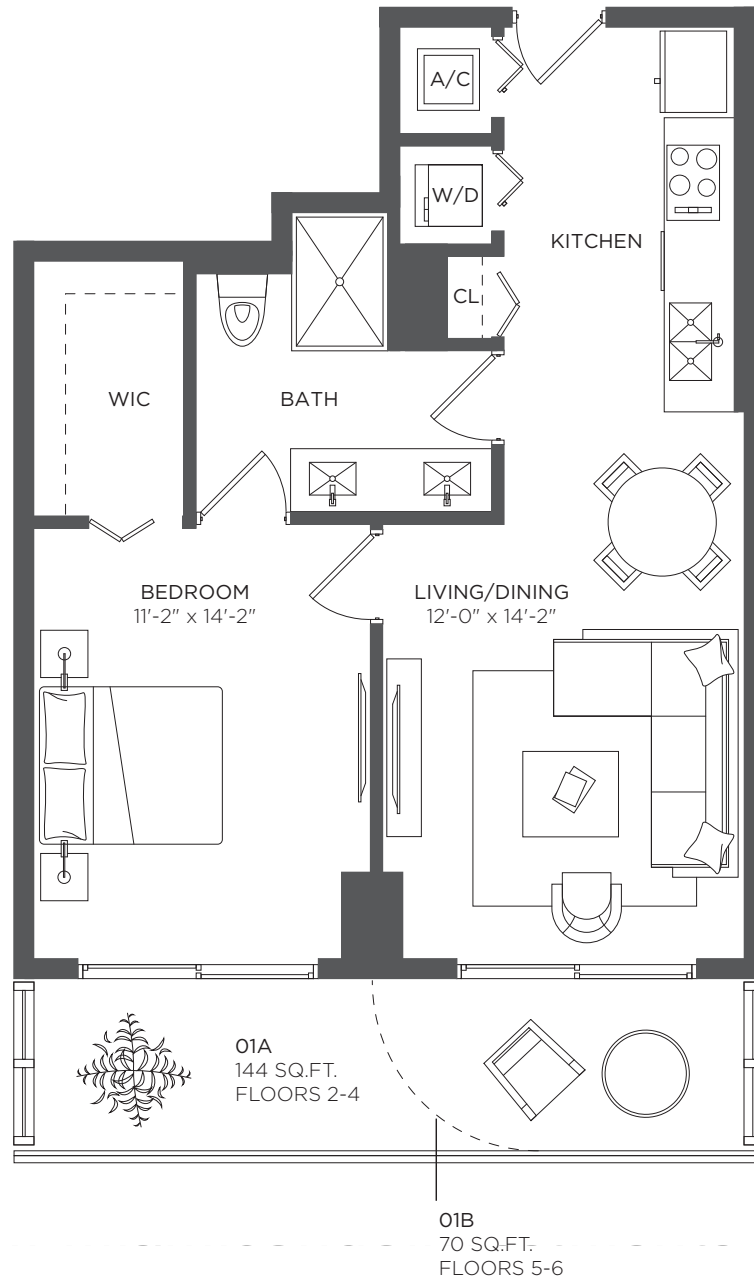 A/C
W/D
KITCHEN
CL
WIC
BATH
BEDROOM
11'-2" x 14'-2"
LIVING/DINING
12'-0" x 14'-2"
01A
144 SQ.FT.
FLOORS 2-4
01B
70 SQ.FT.
FLOORS 5-6